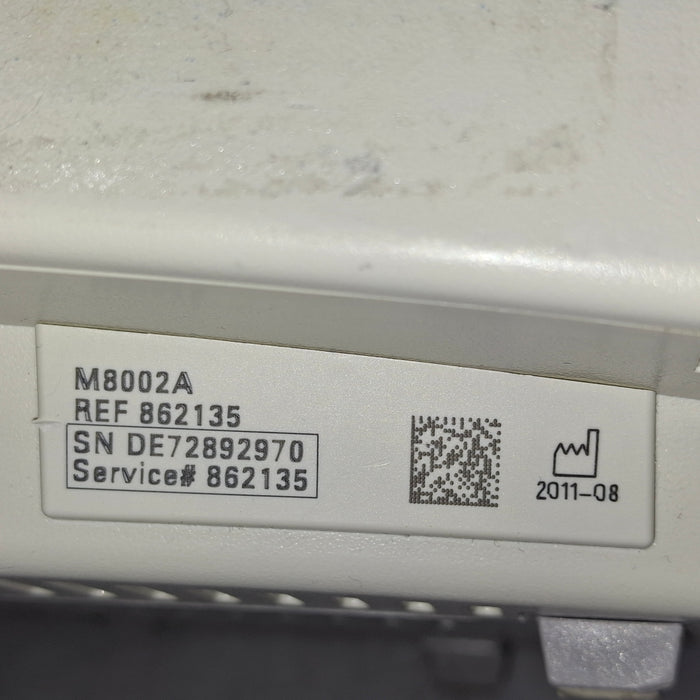 M8002A
REF 862135
SN DE72892970
Service# 862135
2011-08